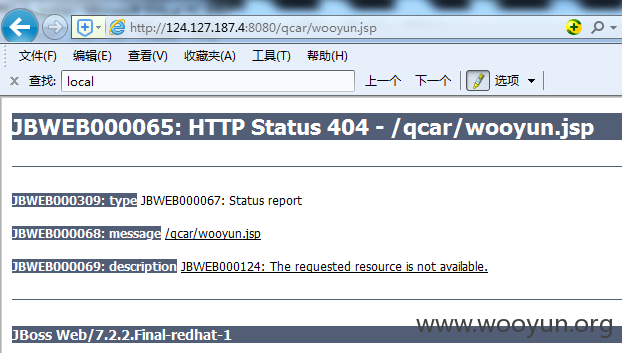 http://124.127.187.4:8080/qcar/wooyun.jsp
文件(F) 编辑(E) 查看(V) 收藏夹(A) 工具(T) 帮助(H)
× 查找: local 上一个 下一个 选项
JBWEB000065: HTTP Status 404 - /qcar/wooyun.jsp
JBWEB000309: type JBWEB000067: Status report
JBWEB000068: message /qcar/wooyun.jsp
JBWEB000069: description JBWEB000124: The requested resource is not available.
www.wooyun.org
JBoss Web/7.2.2.Final-redhat-1